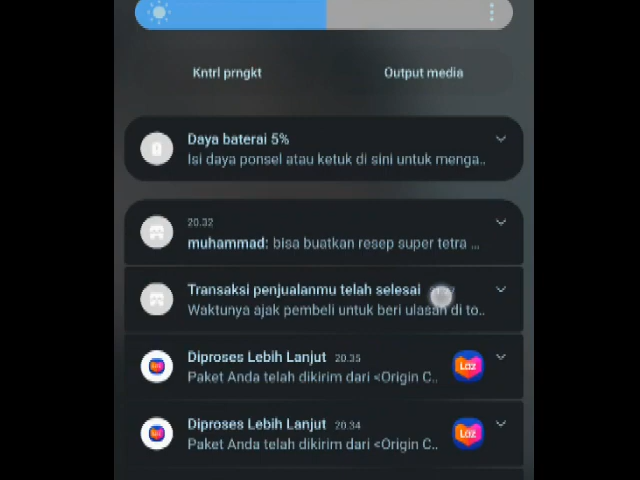 Kntrl prngkt
Output media
Daya baterai 5%
Isi daya ponsel atau ketuk di sini untuk menga..
20.32
muhammad: bisa buatkan resep super tetra ...
Transaksi penjualanmu telah selesai
Waktunya ajak pembeli untuk beri ulasan di to..
Diproses Lebih Lanjut 20.35
Paket Anda telah dikirim dari <Origin C..
Laz
Diproses Lebih Lanjut 20.34
Paket Anda telah dikirim dari <Origin C..
Laz